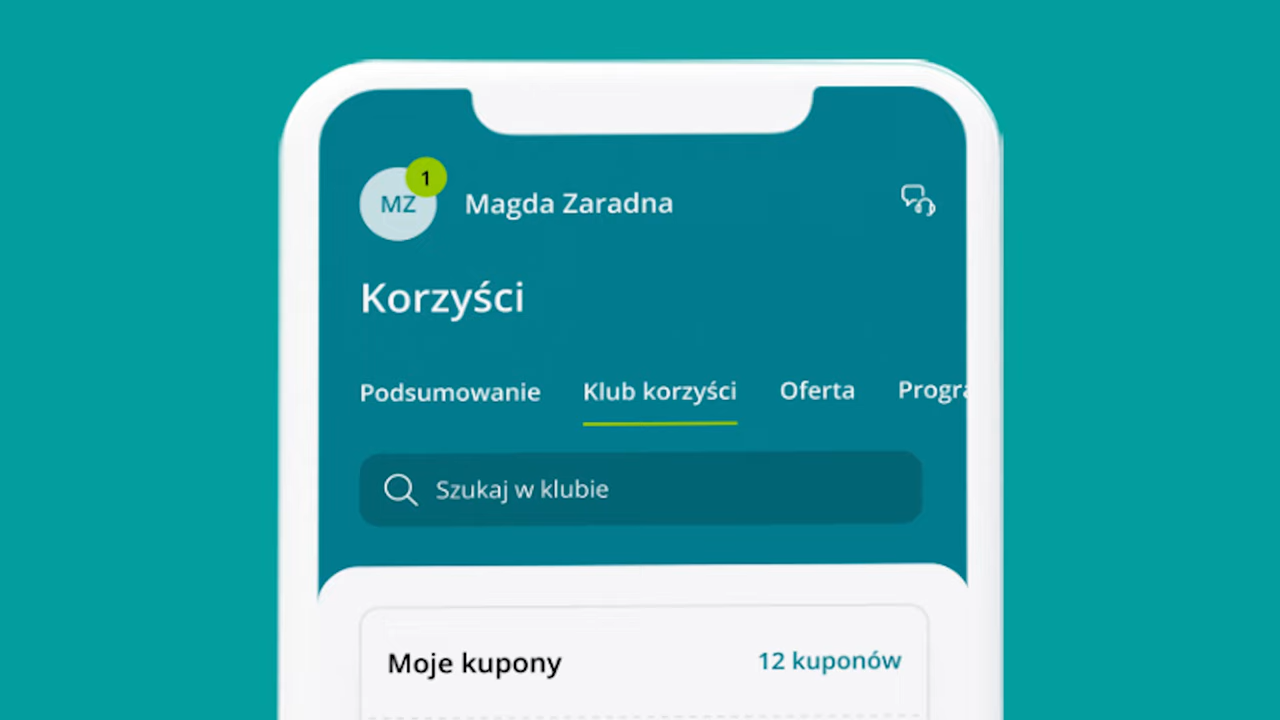 1
MZ
Magda Zaradna
Korzyści
Podsumowanie Klub korzyści Oferta Progra
Szukaj w klubie
Moje kupony 12 kuponów